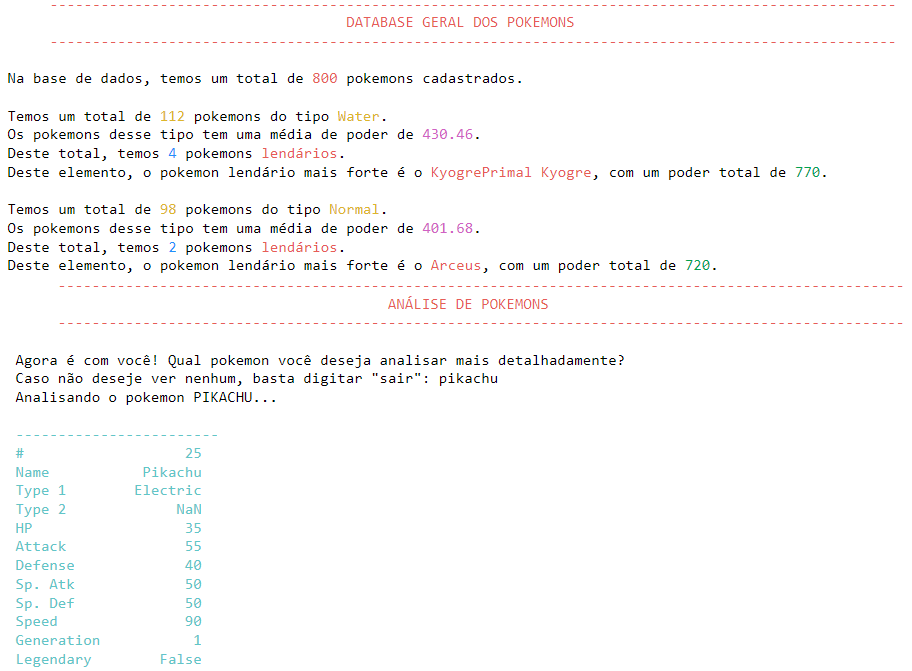 ----------------------------------------------------------------------------------------------------
DATABASE GERAL DOS POKEMONS
----------------------------------------------------------------------------------------------------
Na base de dados, temos um total de 800 pokemons cadastrados.
Temos um total de 112 pokemons do tipo Water.
Os pokemons desse tipo tem uma média de poder de 430.46.
Deste total, temos 4 pokemons lendários.
Deste elemento, o pokemon lendário mais forte é o KyogrePrimal Kyogre, com um poder total de 770.
Temos um total de 98 pokemons do tipo Normal.
Os pokemons desse tipo tem uma média de poder de 401.68.
Deste total, temos 2 pokemons lendários.
Deste elemento, o pokemon lendário mais forte é o Arceus, com um poder total de 720.
----------------------------------------------------------------------------------------------------
ANÁLISE DE POKEMONS
----------------------------------------------------------------------------------------------------
Agora é com você! Qual pokemon você deseja analisar mais detalhadamente?
Caso não deseje ver nenhum, basta digitar "sair": pikachu
Analisando o pokemon PIKACHU...
------------------------
# 25
Name Pikachu
Type 1 Electric
Type 2 NaN
HP 35
Attack 55
Defense 40
Sp. Atk 50
Sp. Def 50
Speed 90
Generation 1
Legendary False